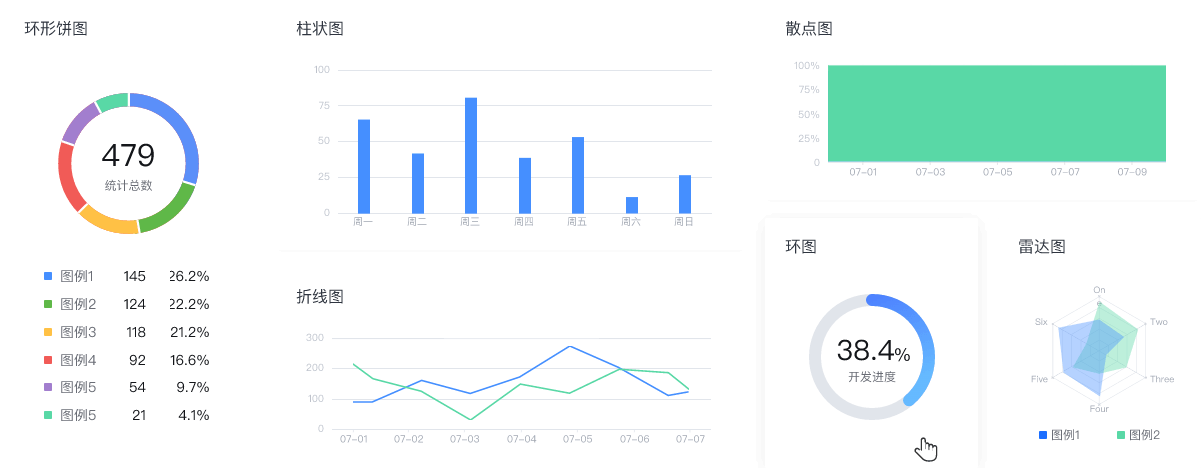 环形饼图
479
统计总数
图例1 145 26.2%
图例2 124 22.2%
图例3 118 21.2%
图例4 92 16.6%
图例5 54 9.7%
图例5 21 4.1%
柱状图
100
75
50
25
0
周一 周二 周三 周四 周五 周六 周日
折线图
300
200
100
0
07-01 07-02 07-03 07-04 07-05 07-06 07-07
散点图
100%
75%
50%
25%
0
07-01 07-03 07-05 07-07 07-09
环图
38.4%
开发进度
雷达图
On
Six Two
Five Three
Four
图例1 图例2